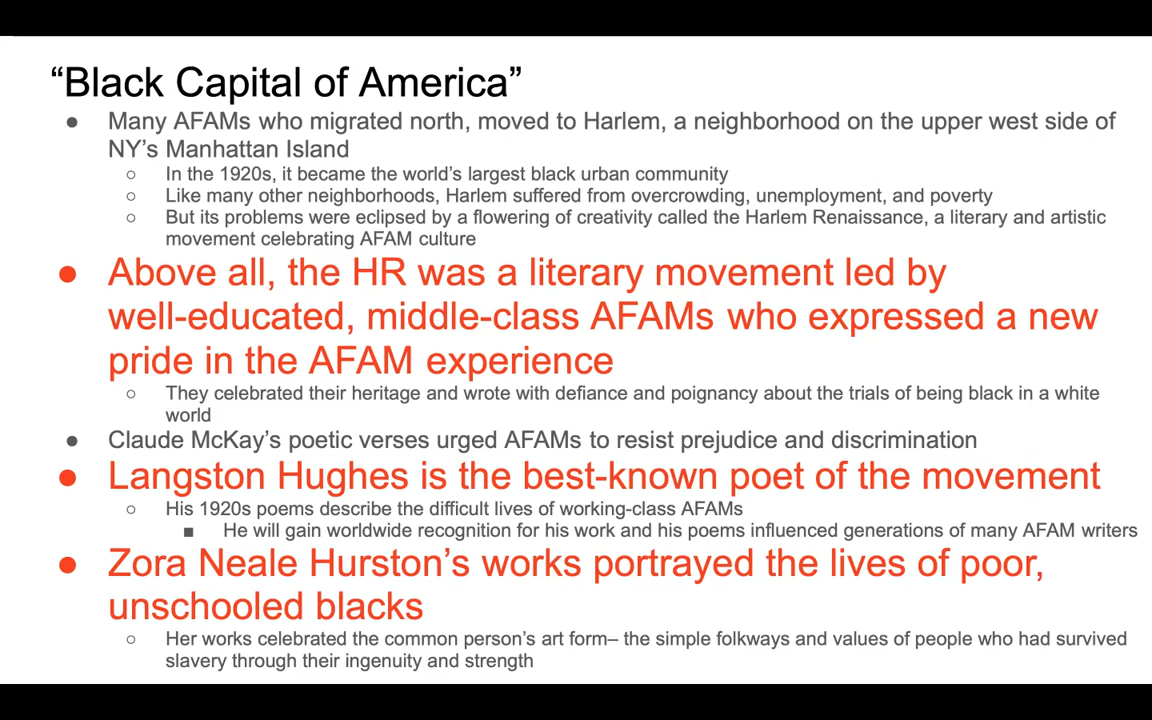 “Black Capital of America”
● Many AFAMs who migrated north, moved to Harlem, a neighborhood on the upper west side of
NY’s Manhattan Island
○ In the 1920s, it became the world’s largest black urban community
○ Like many other neighborhoods, Harlem suffered from overcrowding, unemployment, and poverty
○ But its problems were eclipsed by a flowering of creativity called the Harlem Renaissance, a literary and artistic
movement celebrating AFAM culture
● Above all, the HR was a literary movement led by
well-educated, middle-class AFAMs who expressed a new
pride in the AFAM experience
○ They celebrated their heritage and wrote with defiance and poignancy about the trials of being black in a white
world
● Claude McKay’s poetic verses urged AFAMs to resist prejudice and discrimination
● Langston Hughes is the best-known poet of the movement
○ His 1920s poems describe the difficult lives of working-class AFAMs
■ He will gain worldwide recognition for his work and his poems influenced generations of many AFAM writers
● Zora Neale Hurston’s works portrayed the lives of poor,
unschooled blacks
○ Her works celebrated the common person’s art form– the simple folkways and values of people who had survived
slavery through their ingenuity and strength